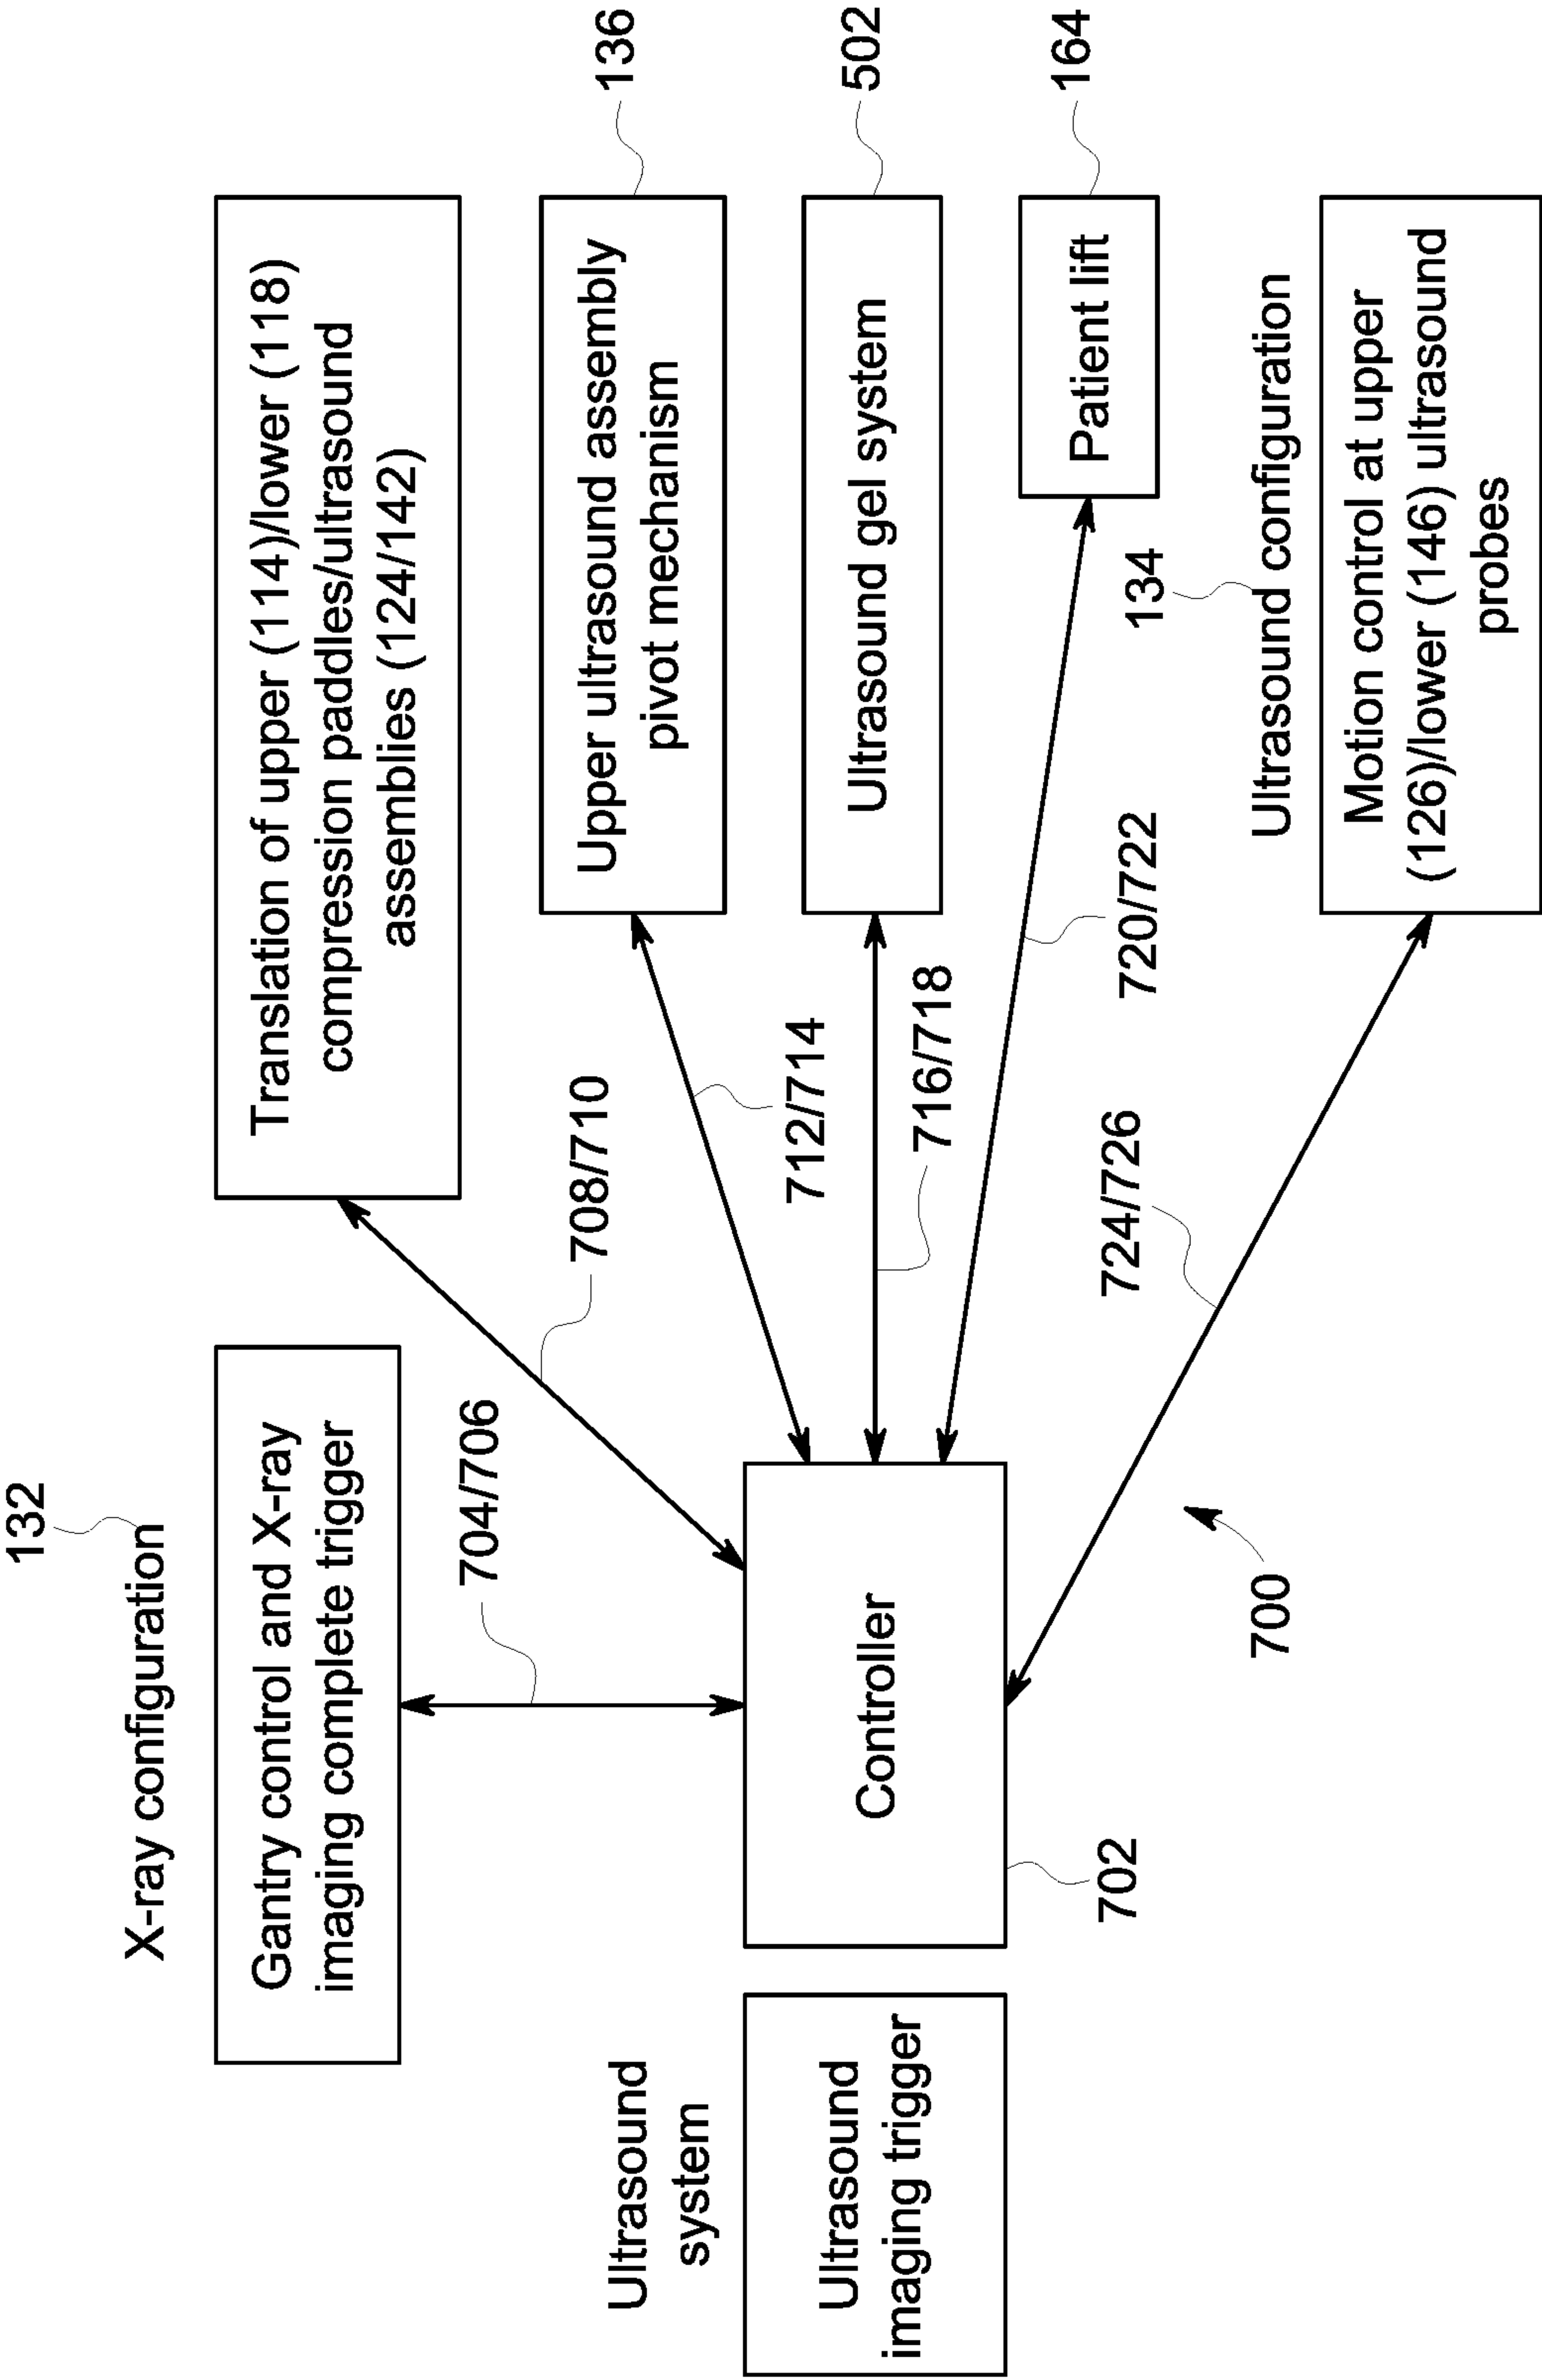 132
X-ray configuration
Gantry control and X-ray
imaging complete trigger
704/706
Translation of upper (114)/lower (118)
compression paddles/ultrasound
assemblies (124/142)
708/710
Upper ultrasound assembly
pivot mechanism
136
712/714
Ultrasound gel system
502
716/718
Patient lift
164
720/722
134
Ultrasound configuration
Motion control at upper
(126)/lower (146) ultrasound
probes
724/726
Ultrasound
system
Ultrasound
imaging trigger
Controller
702
700